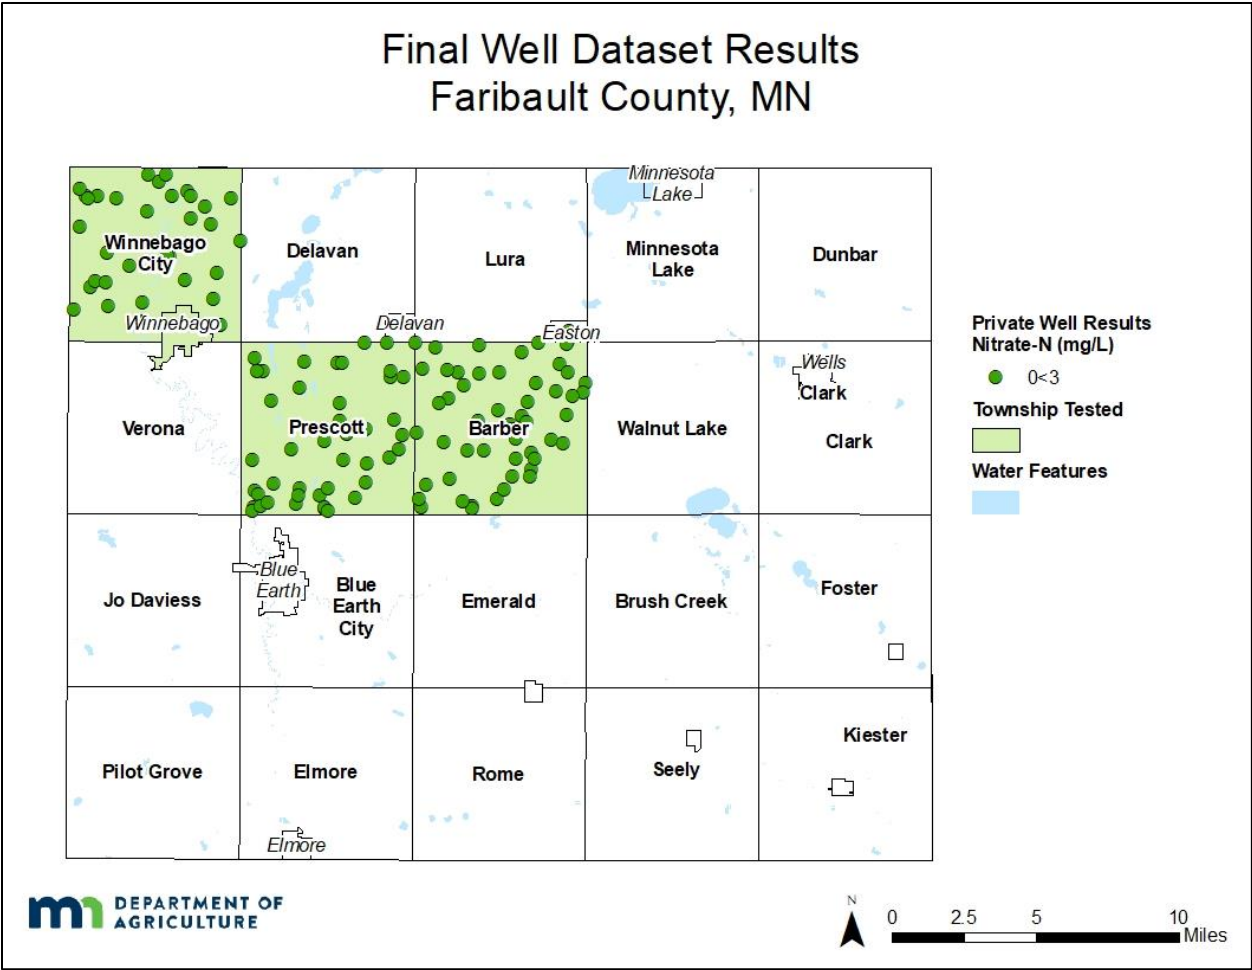 Final Well Dataset Results
Faribault County, MN
Minnesota
Lake
Winnebago
City
Delavan
Lura
Minnesota
Lake
Dunbar
Winnebago
Delavan
Easton
Private Well Results
Nitrate-N (mg/L)
0<3
Township Tested
Water Features
Wells
Clark
Verona
Prescott
Barber
Walnut Lake
Clark
Jo Daviess
Blue
Earth
Blue
Earth
City
Emerald
Brush Creek
Foster
Pilot Grove
Elmore
Rome
Seely
Kiester
Elmore
mn DEPARTMENT OF
AGRICULTURE
N
0 2.5 5 10
Miles